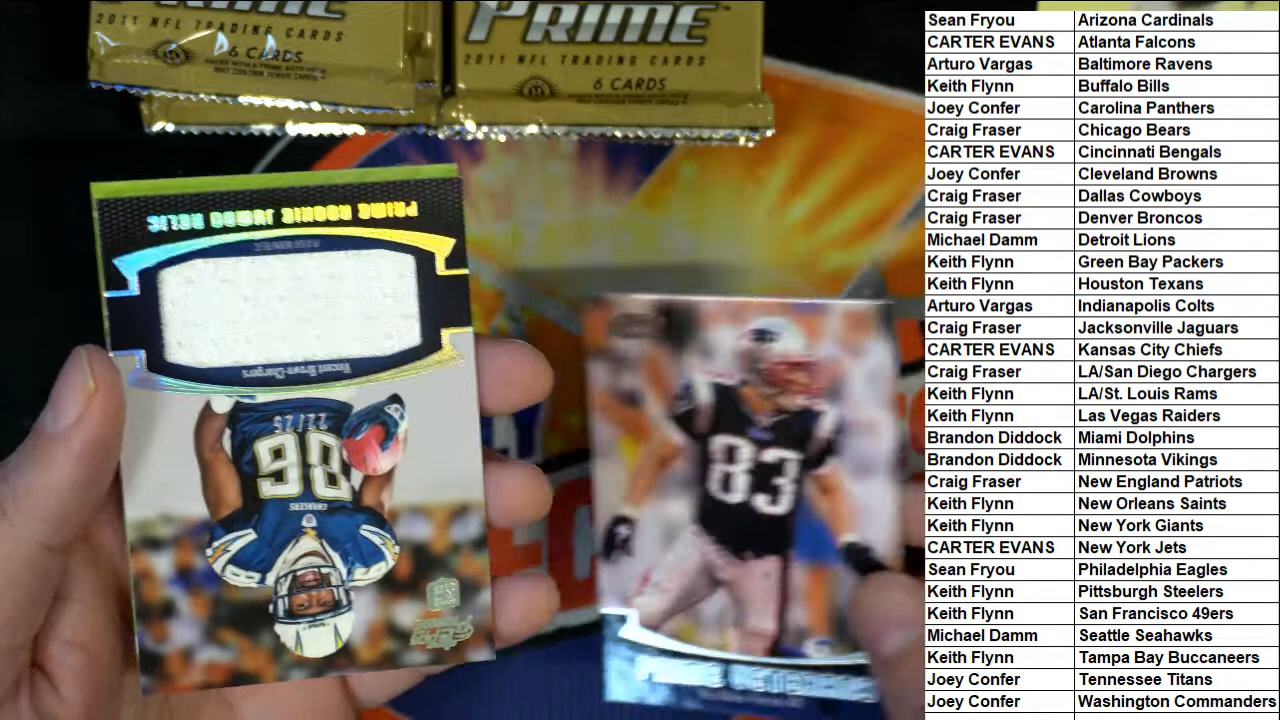 PRIME
2011 NFL TRADING CARDS
6 CARDS
PRIME
2011 NFL TRADING CARDS
6 CARDS
PRIME ROOKIE JUMBO RELIC
Vincent Brown-Chargers
22/25
86
CHARGERS
83
Sean Fryou Arizona Cardinals
CARTER EVANS Atlanta Falcons
Arturo Vargas Baltimore Ravens
Keith Flynn Buffalo Bills
Joey Confer Carolina Panthers
Craig Fraser Chicago Bears
CARTER EVANS Cincinnati Bengals
Joey Confer Cleveland Browns
Craig Fraser Dallas Cowboys
Craig Fraser Denver Broncos
Michael Damm Detroit Lions
Keith Flynn Green Bay Packers
Keith Flynn Houston Texans
Arturo Vargas Indianapolis Colts
Craig Fraser Jacksonville Jaguars
CARTER EVANS Kansas City Chiefs
Craig Fraser LA/San Diego Chargers
Keith Flynn LA/St. Louis Rams
Keith Flynn Las Vegas Raiders
Brandon Diddock Miami Dolphins
Brandon Diddock Minnesota Vikings
Craig Fraser New England Patriots
Keith Flynn New Orleans Saints
Keith Flynn New York Giants
CARTER EVANS New York Jets
Sean Fryou Philadelphia Eagles
Keith Flynn Pittsburgh Steelers
Keith Flynn San Francisco 49ers
Michael Damm Seattle Seahawks
Keith Flynn Tampa Bay Buccaneers
Joey Confer Tennessee Titans
Joey Confer Washington Commanders